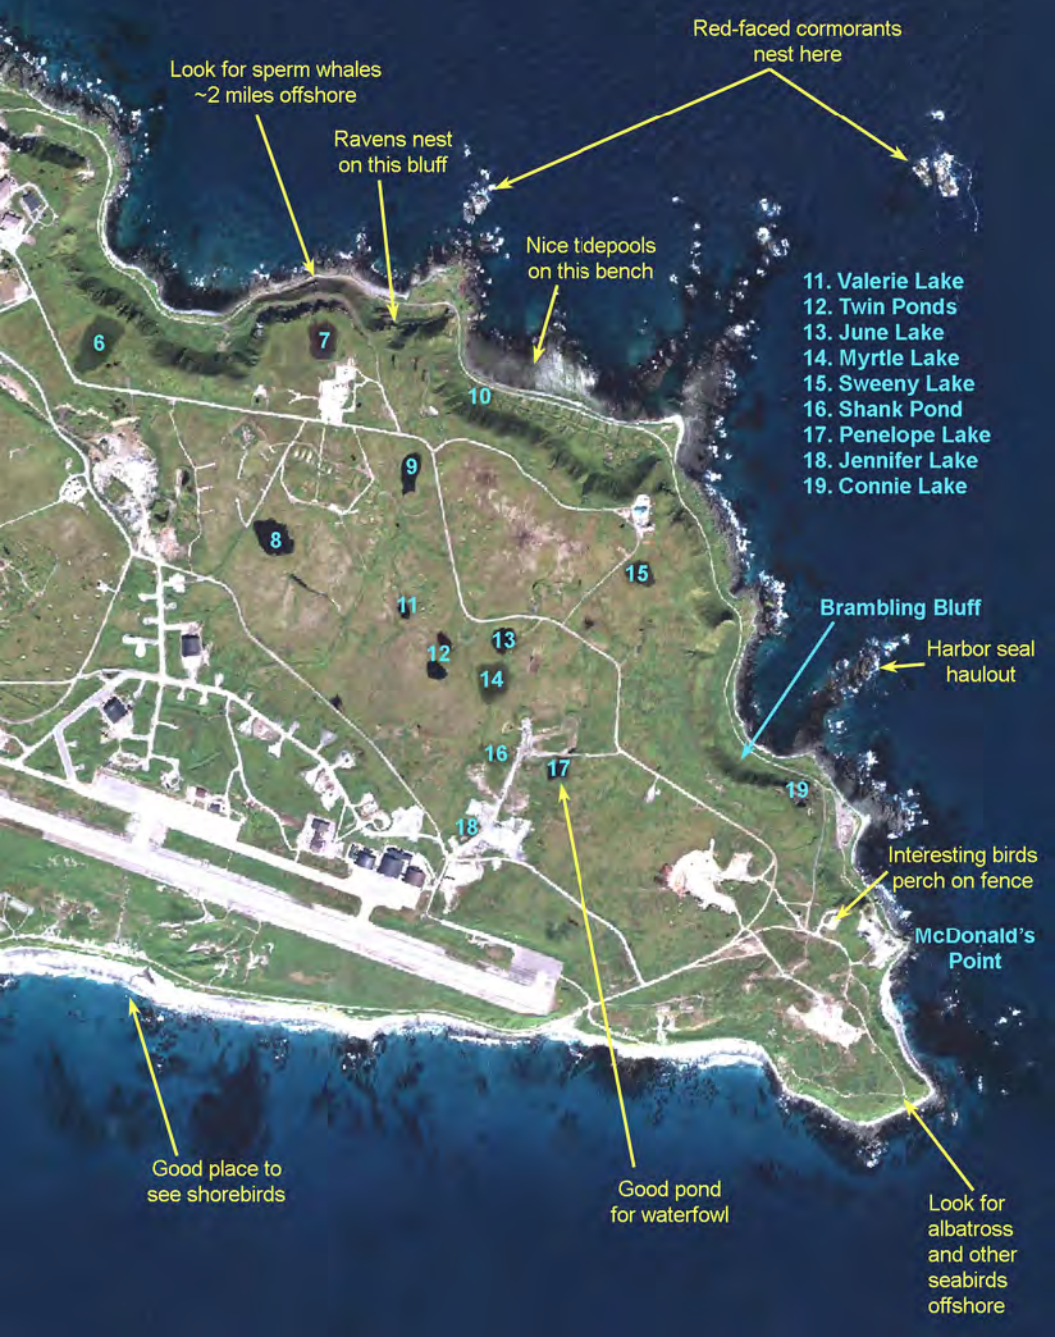 Red-faced cormorants
nest here
Look for sperm whales
~2 miles offshore
Ravens nest
on this bluff
Nice tidepools
on this bench
11. Valerie Lake
12. Twin Ponds
13. June Lake
14. Myrtle Lake
15. Sweeny Lake
16. Shank Pond
17. Penelope Lake
18. Jennifer Lake
19. Connie Lake
6
7
10
9
8
15
11
13
12
14
Brambling Bluff
Harbor seal
haulout
16
17
19
18
Interesting birds
perch on fence
McDonald's
Point
Good place to
see shorebirds
Good pond
for waterfowl
Look for
albatross
and other
seabirds
offshore